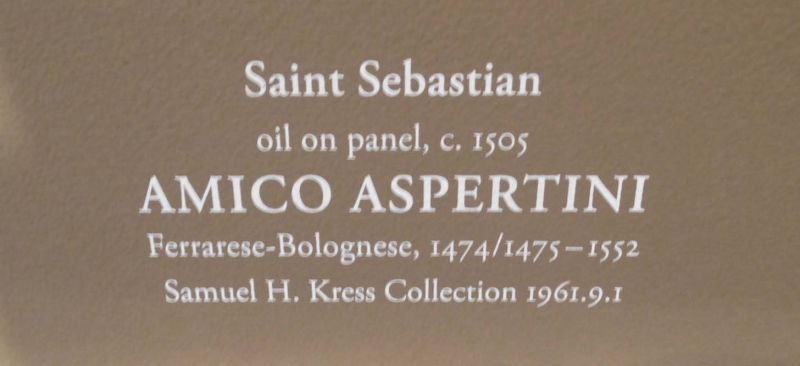 Saint Sebastian
oil on panel, c. 1505
AMICO ASPERTINI
Ferrarese-Bolognese, 1474/1475–1552
Samuel H. Kress Collection 1961.9.1